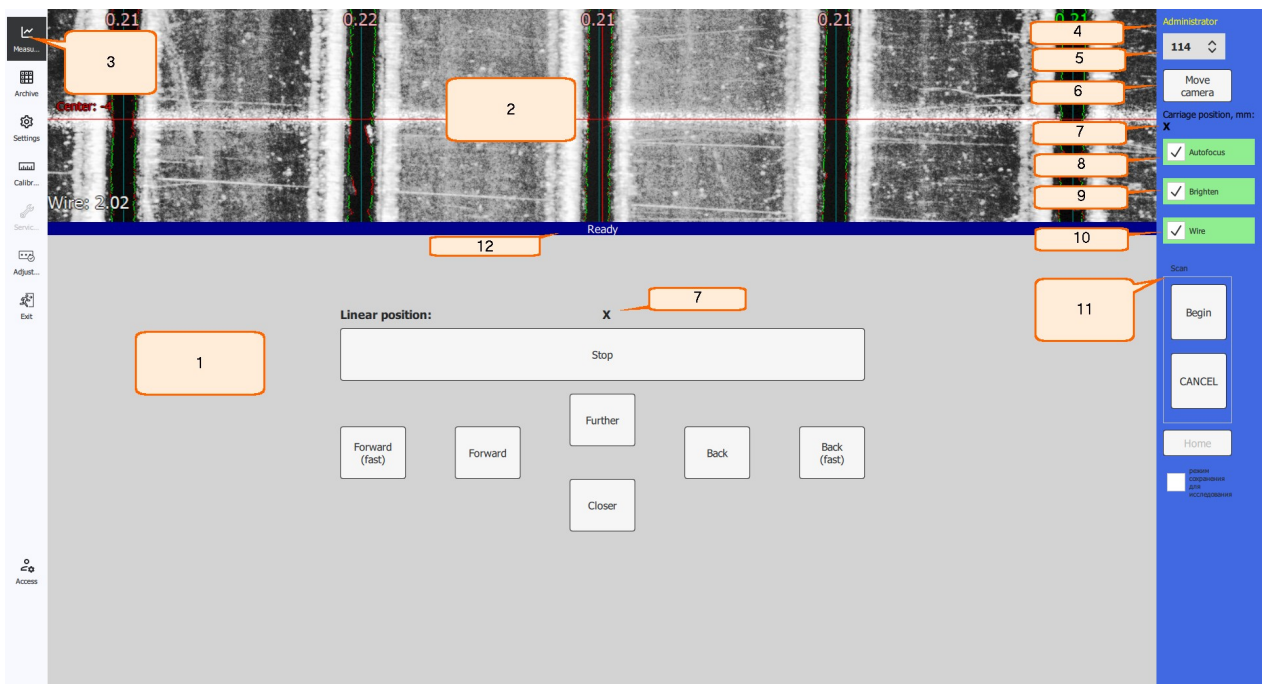 0.21
0.22
0.21
0.21
0.21
Center: -4
Wire: 2.02
Ready
Measu...
Archive
Settings
Calibr...
Servic...
Adjust...
Exit
Access
3
2
1
12
7
Linear position:
X
Stop
Further
Forward
(fast)
Forward
Back
Back
(fast)
Closer
4
5
6
7
8
9
10
11
Administrator
114
Move
camera
Carriage position, mm:
X
Autofocus
Brighten
Wire
Scan
Begin
CANCEL
Home
режим
сохранения
для
исследования